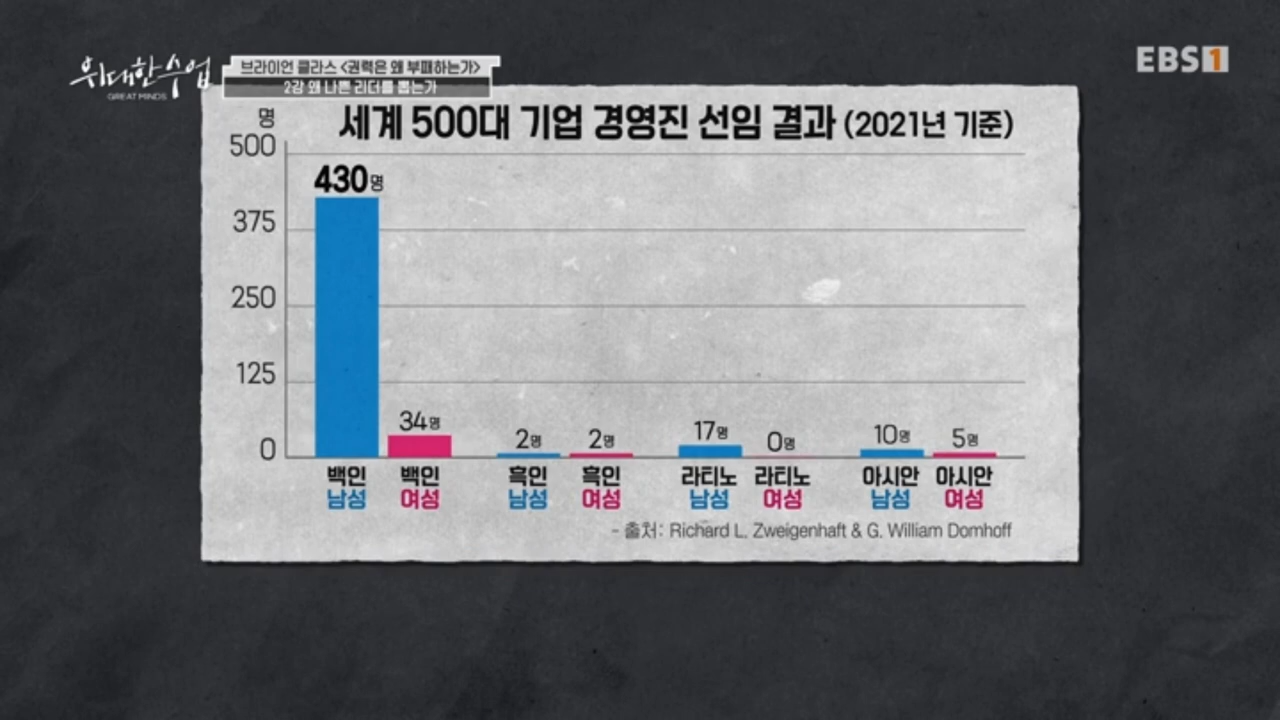 위대한 수업
GREAT MINDS
브라이언 클라스 <권력은 왜 부패하는가>
2강 왜 나쁜 리더를 뽑는가
EBS1
세계 500대 기업 경영진 선임 결과 (2021년 기준)
명
500
375
250
125
0
430명
34명
2명
2명
17명
0명
10명
5명
백인 남성
백인 여성
흑인 남성
흑인 여성
라티노 남성
라티노 여성
아시안 남성
아시안 여성
- 출처: Richard L. Zweigenhaft & G. William Domhoff